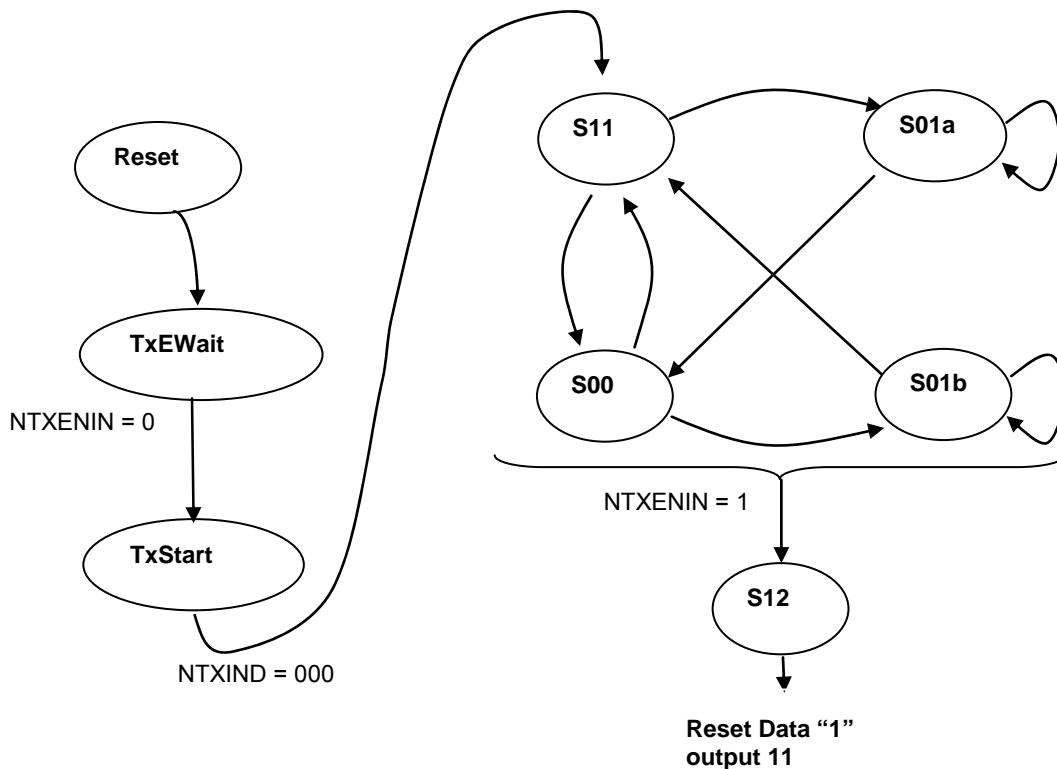 Reset
TxEWait
NTXENIN = 0
TxStart
NTXIND = 000
S11
S01a
S00
S01b
NTXENIN = 1
S12
Reset Data “1”
output 11